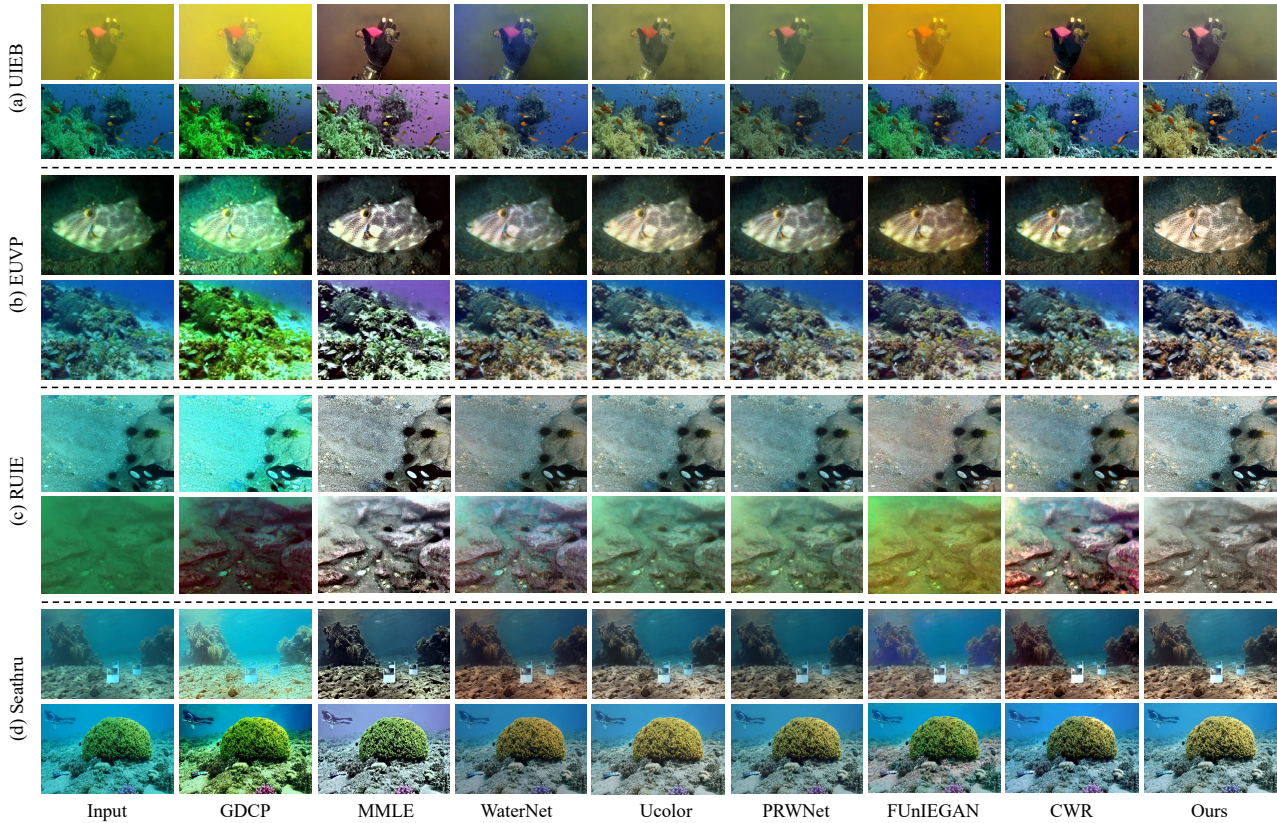 (a) UIEB
(b) EUVP
(c) RUIE
(d) Seathru
Input GDCP MMLE WaterNet Ucolor PRWNet FUnIEGAN CWR Ours